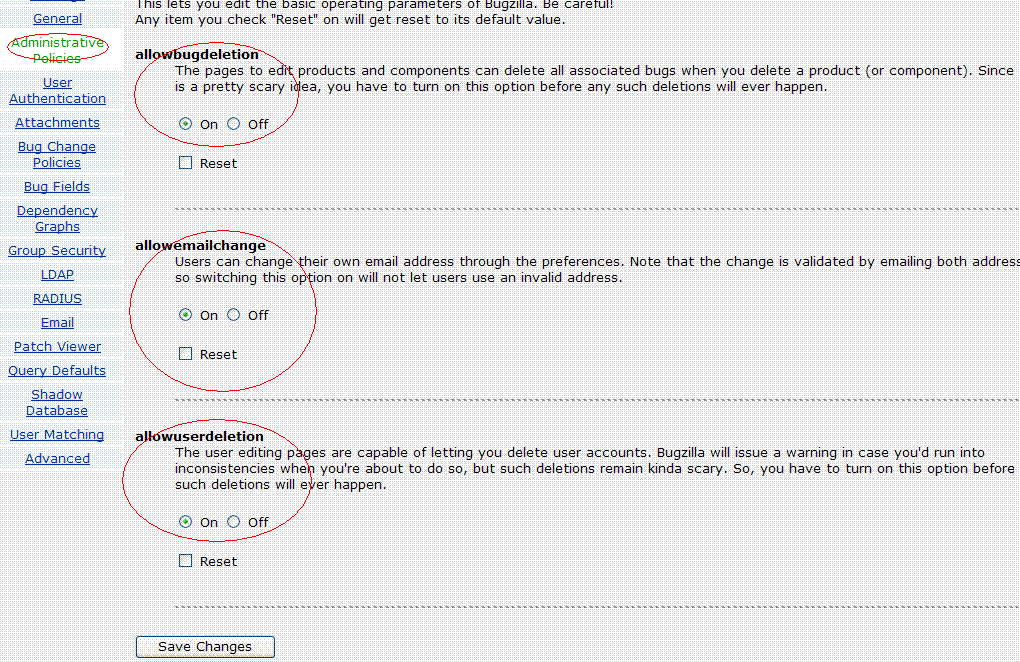 This lets you edit the basic operating parameters of Bugzilla. Be careful!
Any item you check "Reset" on will get reset to its default value.
General
Administrative
Policies
User
Authentication
Attachments
Bug Change
Policies
Bug Fields
Dependency
Graphs
Group Security
LDAP
RADIUS
Email
Patch Viewer
Query Defaults
Shadow
Database
User Matching
Advanced
allowbugdeletion
The pages to edit products and components can delete all associated bugs when you delete a product (or component). Since
is a pretty scary idea, you have to turn on this option before any such deletions will ever happen.
On Off
Reset
allowemailchange
Users can change their own email address through the preferences. Note that the change is validated by emailing both address
so switching this option on will not let users use an invalid address.
On Off
Reset
allowuserdeletion
The user editing pages are capable of letting you delete user accounts. Bugzilla will issue a warning in case you'd run into
inconsistencies when you're about to do so, but such deletions remain kinda scary. So, you have to turn on this option before
such deletions will ever happen.
On Off
Reset
Save Changes